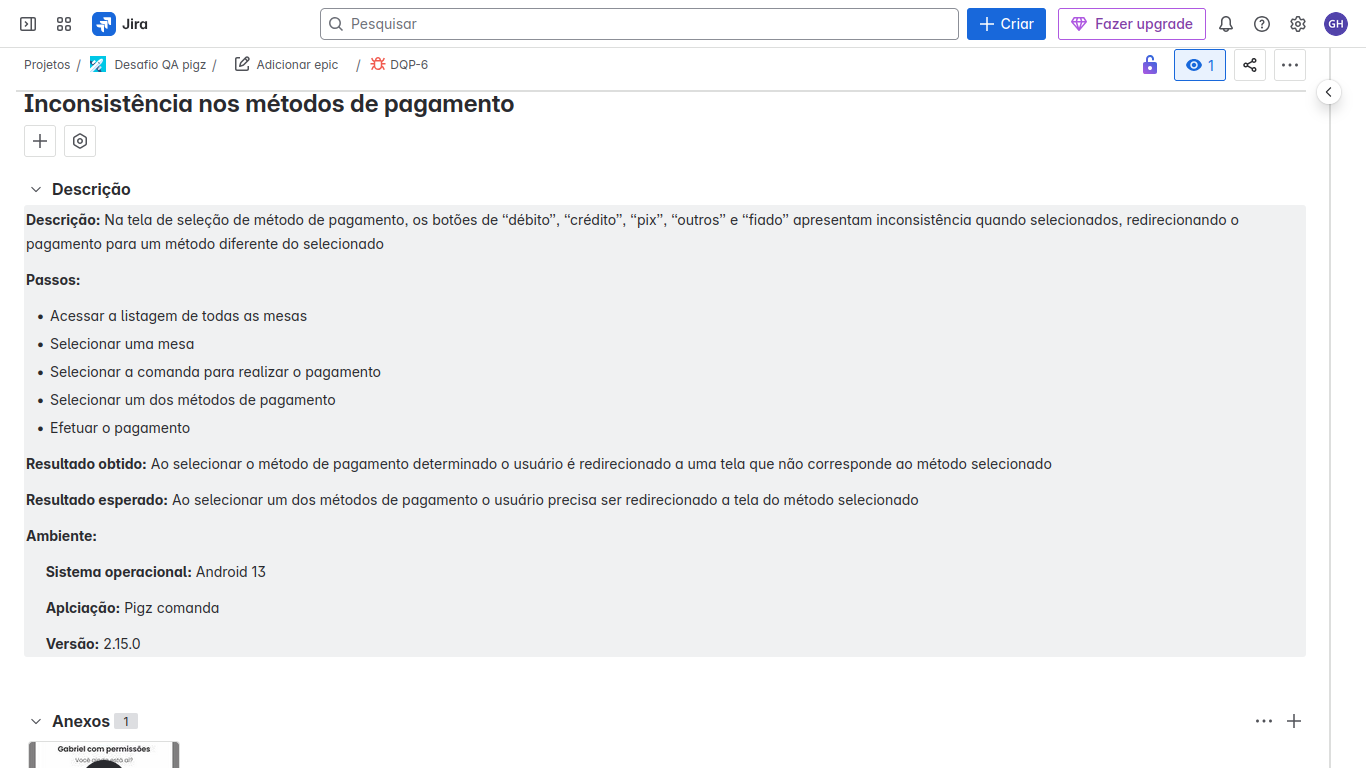 Jira
Pesquisar
Criar
Fazer upgrade
GH
Projetos / Desafio QA pigz / Adicionar epic / DQP-6
1
Inconsistência nos métodos de pagamento
Descrição
Descrição: Na tela de seleção de método de pagamento, os botões de “débito”, “crédito”, “pix”, “outros” e “fiado” apresentam inconsistência quando selecionados, redirecionando o
pagamento para um método diferente do selecionado
Passos:
• Acessar a listagem de todas as mesas
• Selecionar uma mesa
• Selecionar a comanda para realizar o pagamento
• Selecionar um dos métodos de pagamento
• Efetuar o pagamento
Resultado obtido: Ao selecionar o método de pagamento determinado o usuário é redirecionado a uma tela que não corresponde ao método selecionado
Resultado esperado: Ao selecionar um dos métodos de pagamento o usuário precisa ser redirecionado a tela do método selecionado
Ambiente:
Sistema operacional: Android 13
Aplciação: Pigz comanda
Versão: 2.15.0
Anexos 1
Gabriel com permissões
Você ainda está aí?